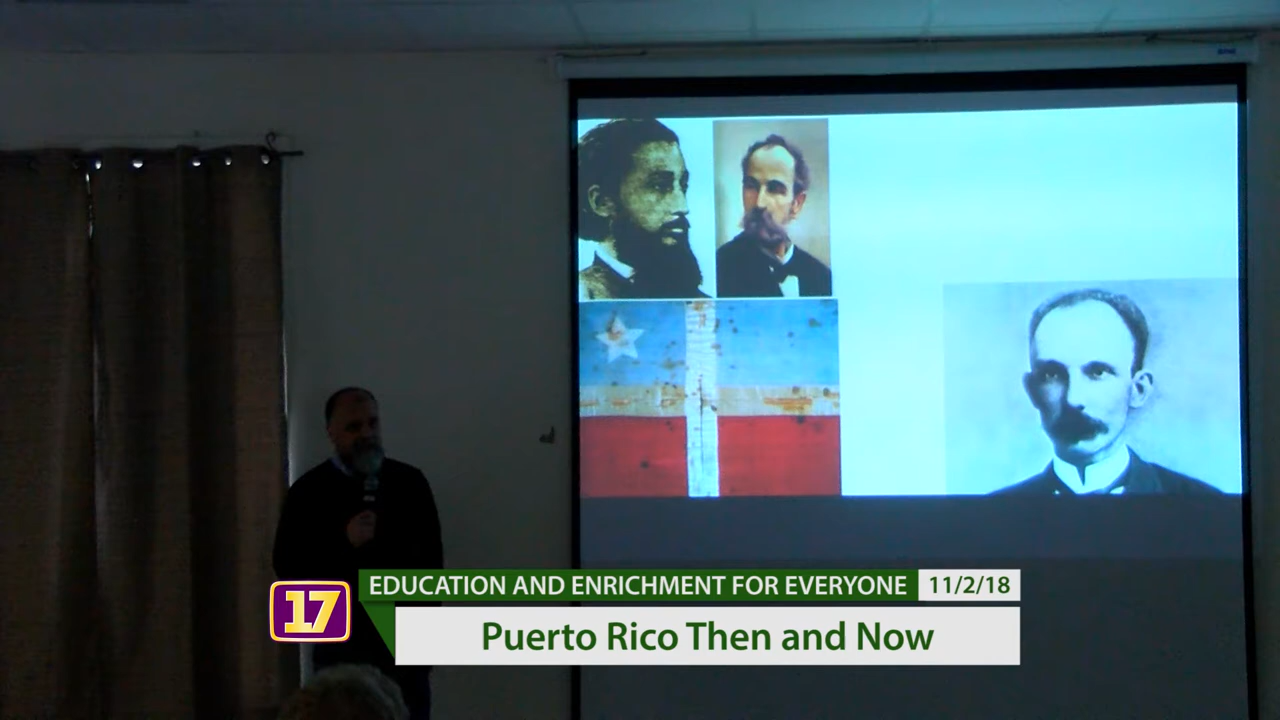 17
EDUCATION AND ENRICHMENT FOR EVERYONE 11/2/18
Puerto Rico Then and Now